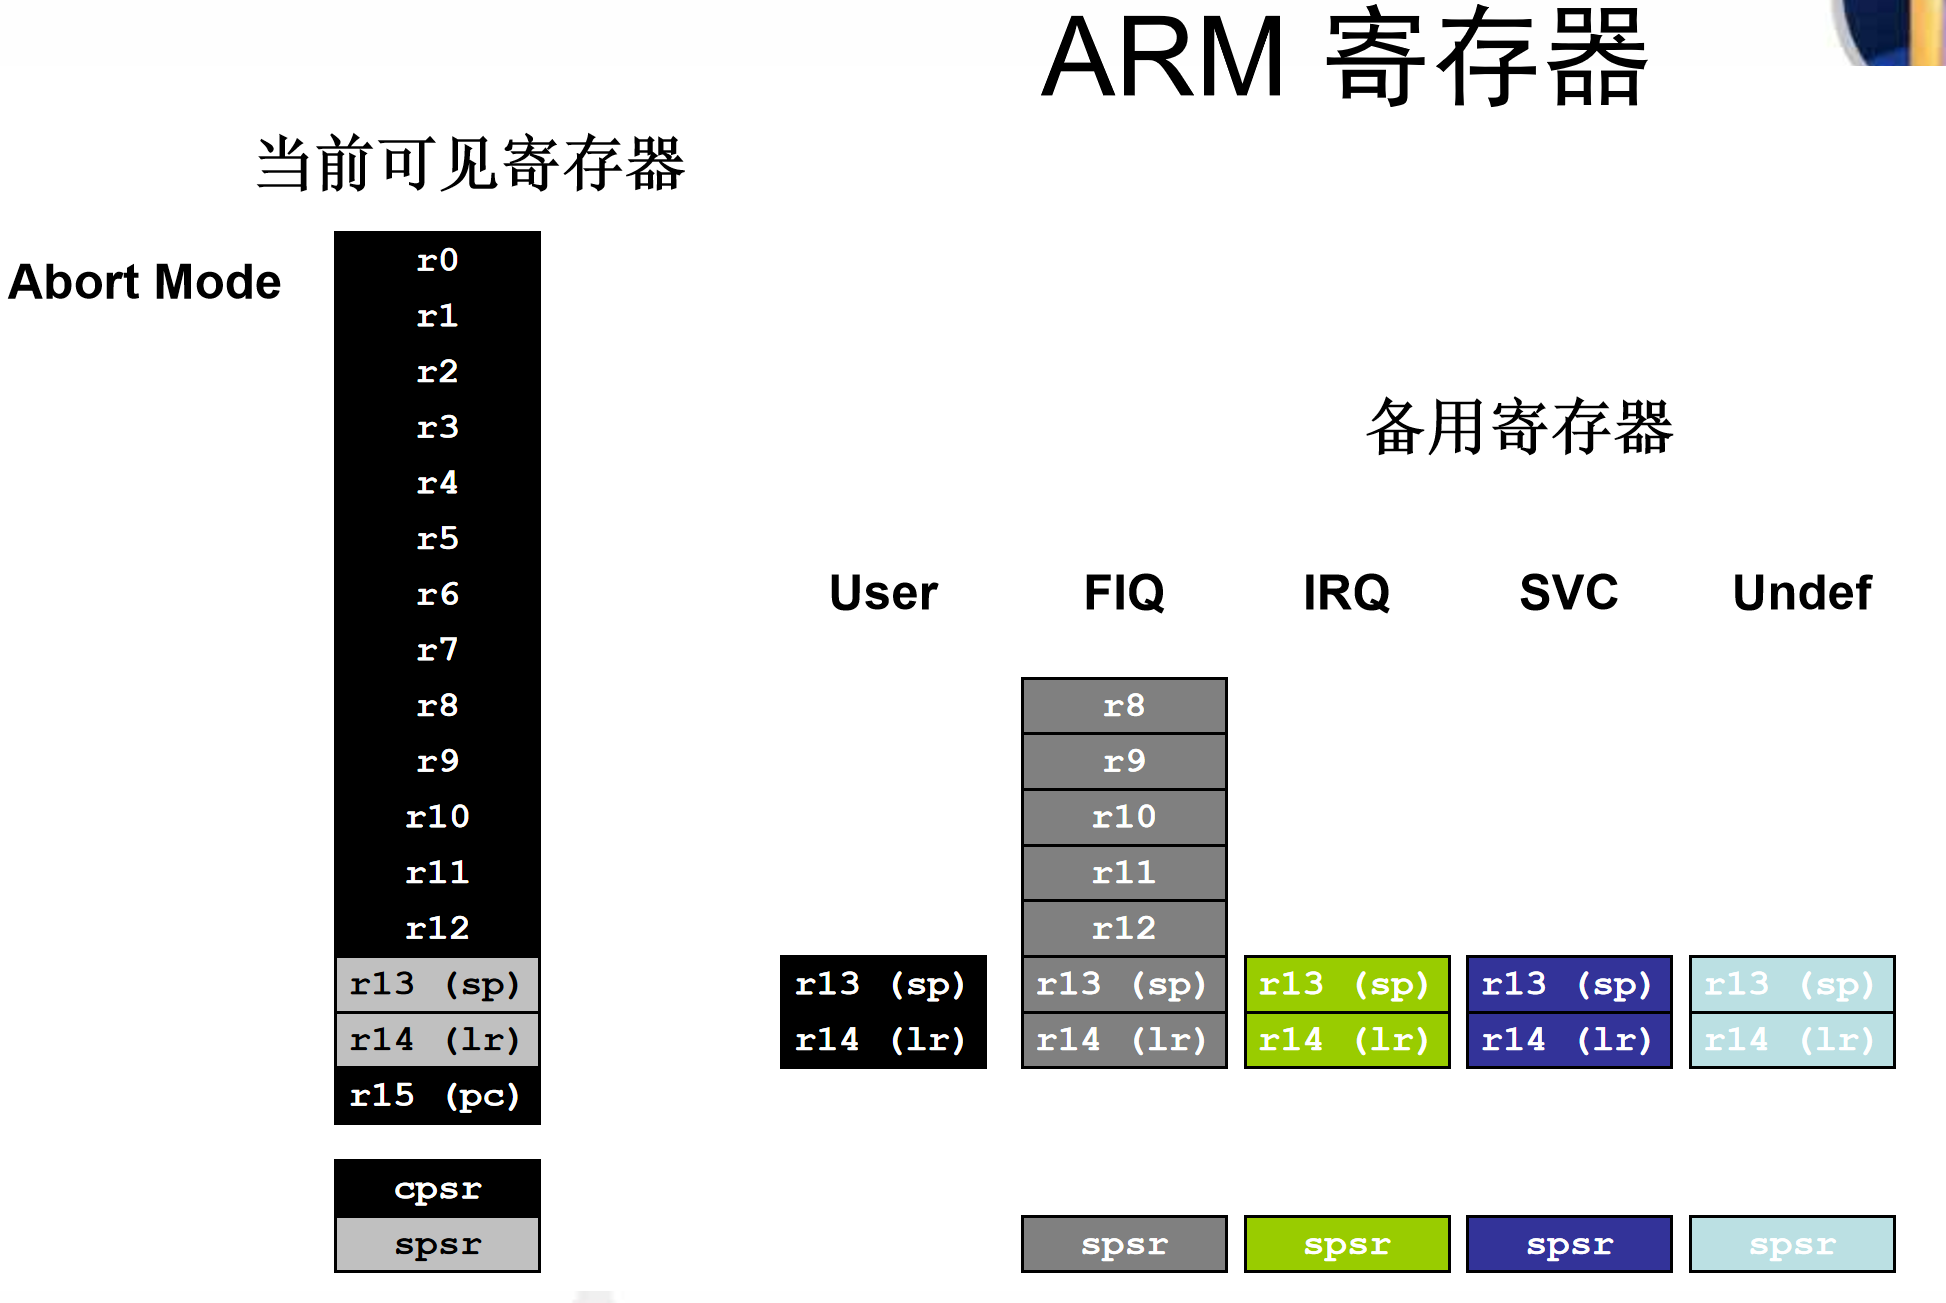 ARM 寄存器
当前可见寄存器
Abort Mode
r0
r1
r2
r3
r4
r5
r6
r7
r8
r9
r10
r11
r12
r13 (sp)
r14 (lr)
r15 (pc)
cpsr
spsr
备用寄存器
User FIQ IRQ SVC Undef
r8
r9
r10
r11
r12
r13 (sp) r13 (sp) r13 (sp) r13 (sp) r13 (sp)
r14 (lr) r14 (lr) r14 (lr) r14 (lr) r14 (lr)
spsr spsr spsr spsr